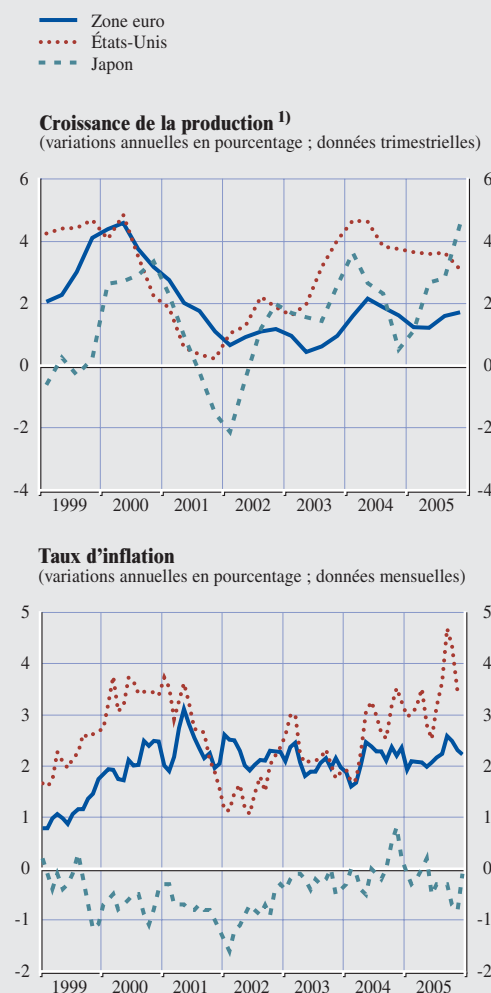 Zone euro
États-Unis
Japon
Croissance de la production 1)
(variations annuelles en pourcentage ; données trimestrielles)
6 6
4 4
2 2
0 0
-2 -2
-4 -4
1999 2000 2001 2002 2003 2004 2005
Taux d’inflation
(variations annuelles en pourcentage ; données mensuelles)
5 5
4 4
3 3
2 2
1 1
0 0
-1 -1
-2 -2
1999 2000 2001 2002 2003 2004 2005